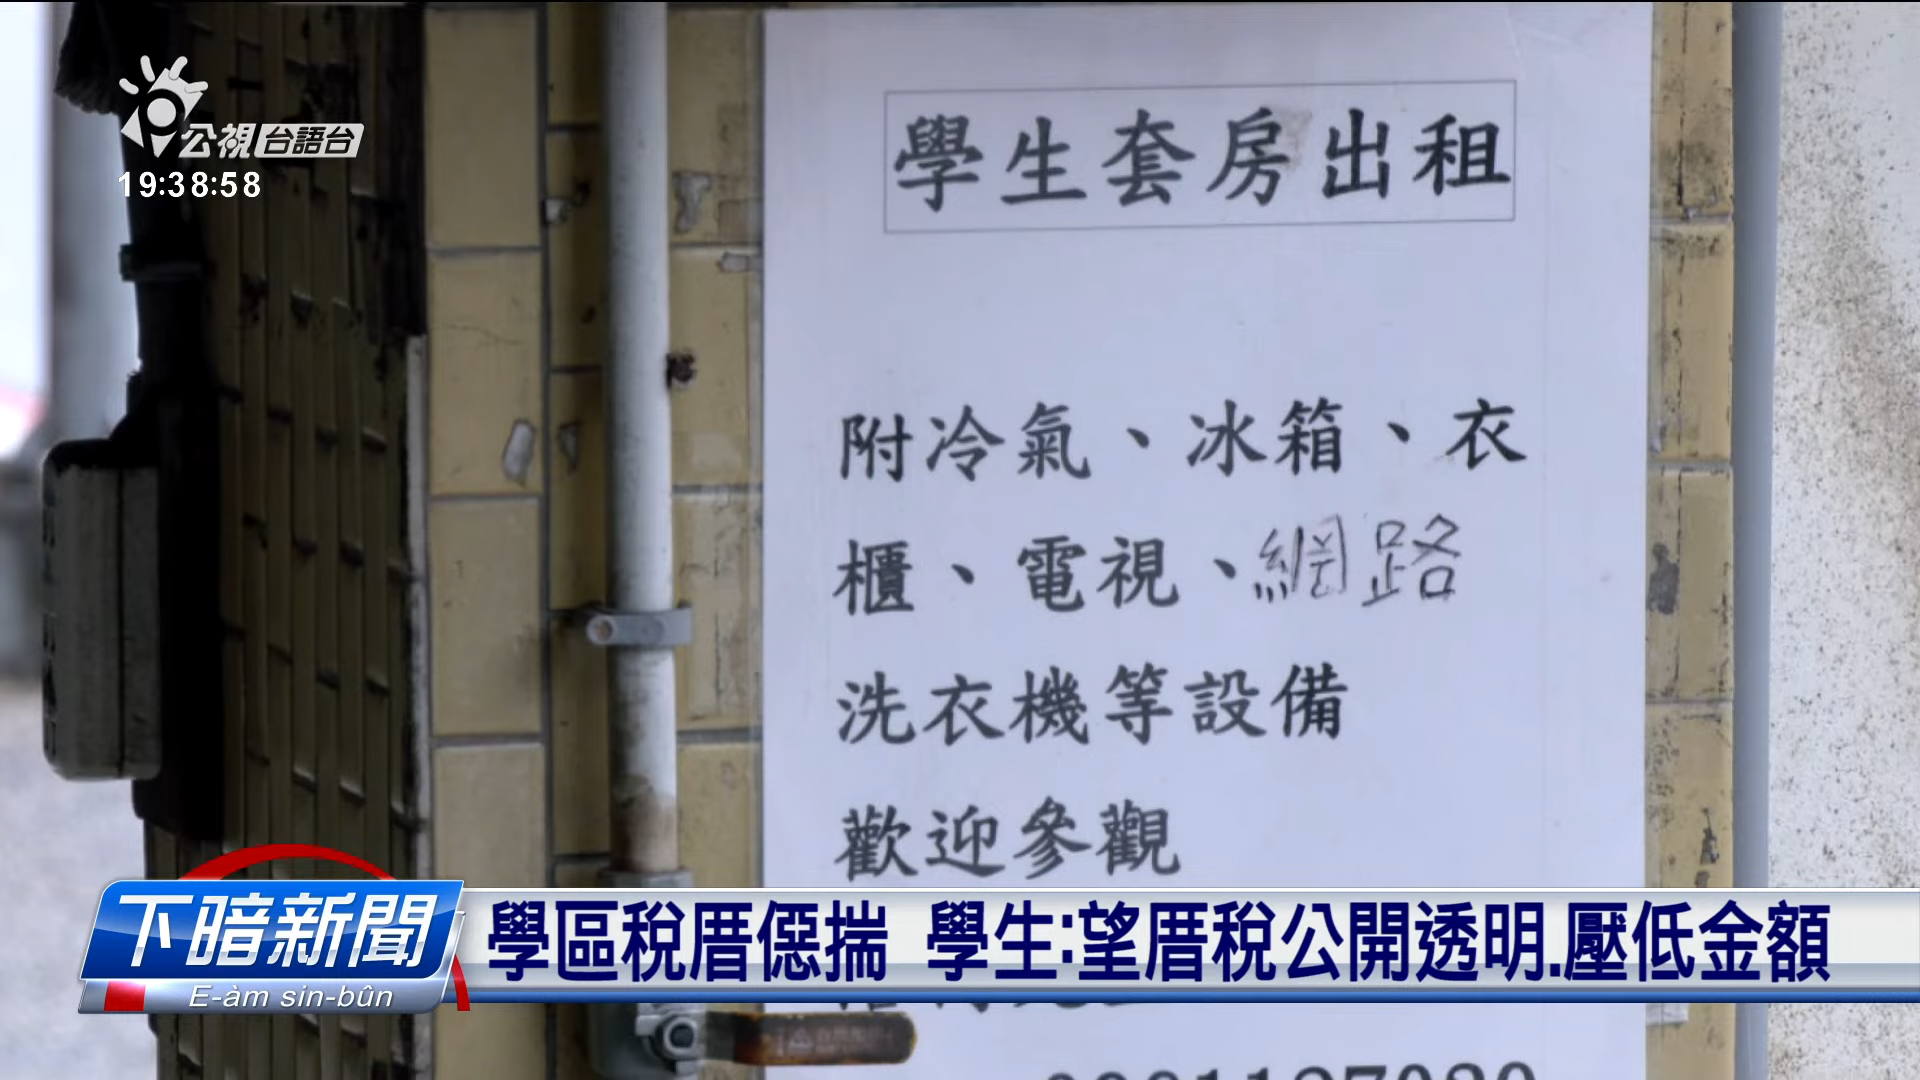 公視台語台
19:38:58
學生套房出租
附冷氣、冰箱、衣
櫃、電視、網路
洗衣機等設備
歡迎參觀
下暗新聞
E-àm sin-bûn
學區稅厝僫揣 學生:望厝稅公開透明.壓低金額